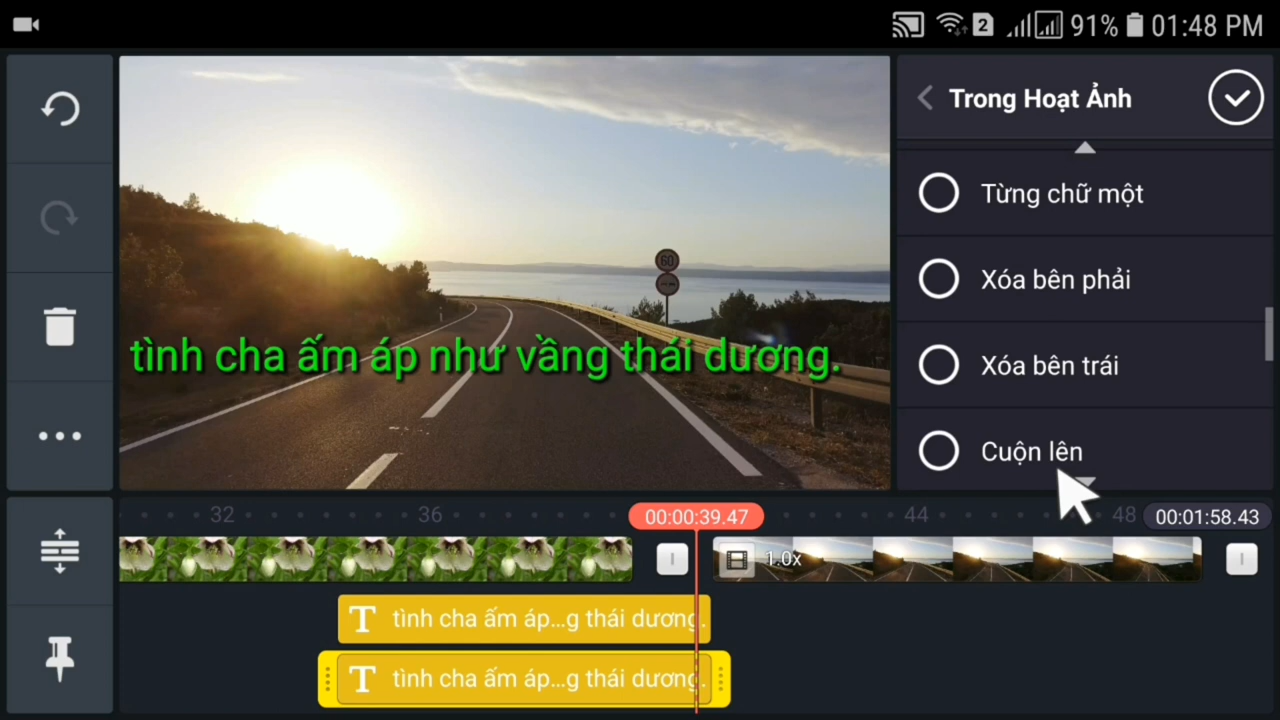 2 91% 01:48 PM
Trong Hoạt Ảnh
Từng chữ một
Xóa bên phải
Xóa bên trái
Cuộn lên
60
tình cha ấm áp như vầng thái dương.
32 36 00:00:39.47 44 48 00:01:58.43
1.0x
T tình cha ấm áp...g thái dương.
T tình cha ấm áp...g thái dương.